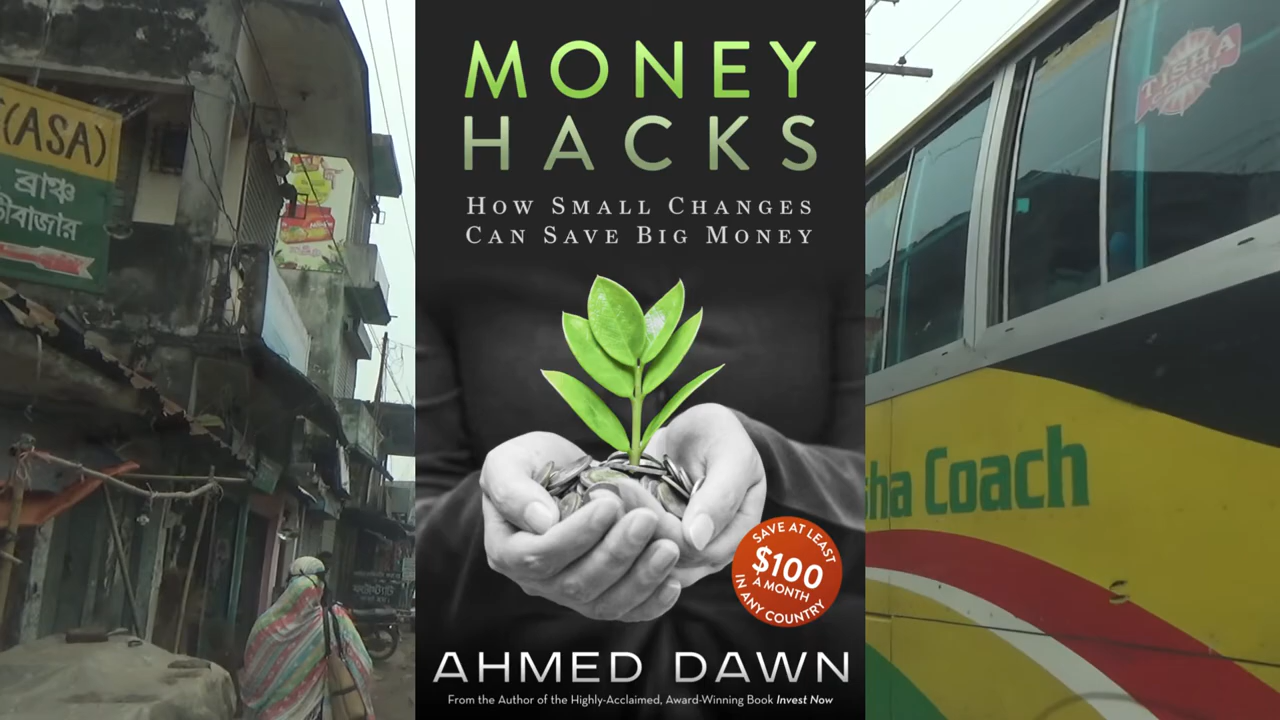 (ASA)
ব্রাঞ্চ
MONEY
HACKS
HOW SMALL CHANGES
CAN SAVE BIG MONEY
SAVE AT LEAST
$100
A MONTH
IN ANY COUNTRY
AHMED DAWN
From the Author of the Highly-Acclaimed, Award-Winning Book Invest Now
TISHA
sha Coach